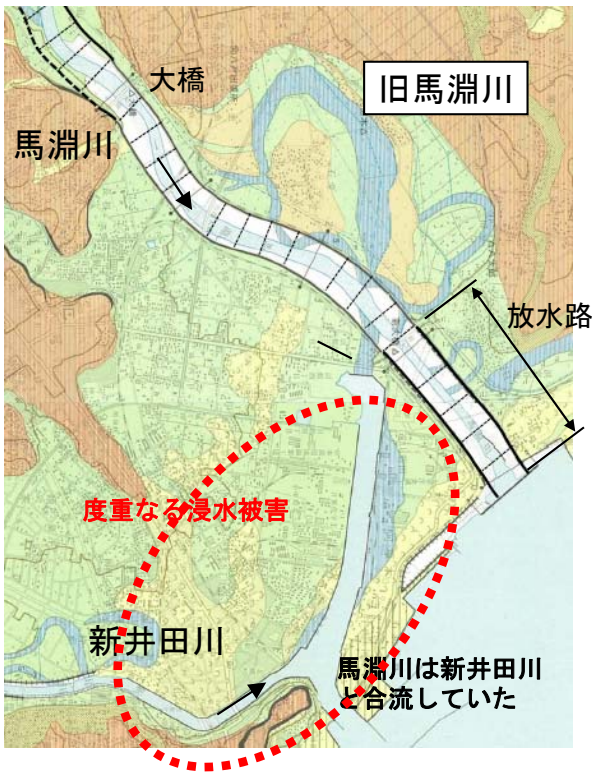 大橋
旧馬淵川
馬淵川
放水路
度重なる浸水被害
新井田川
馬淵川は新井田川
と合流していた